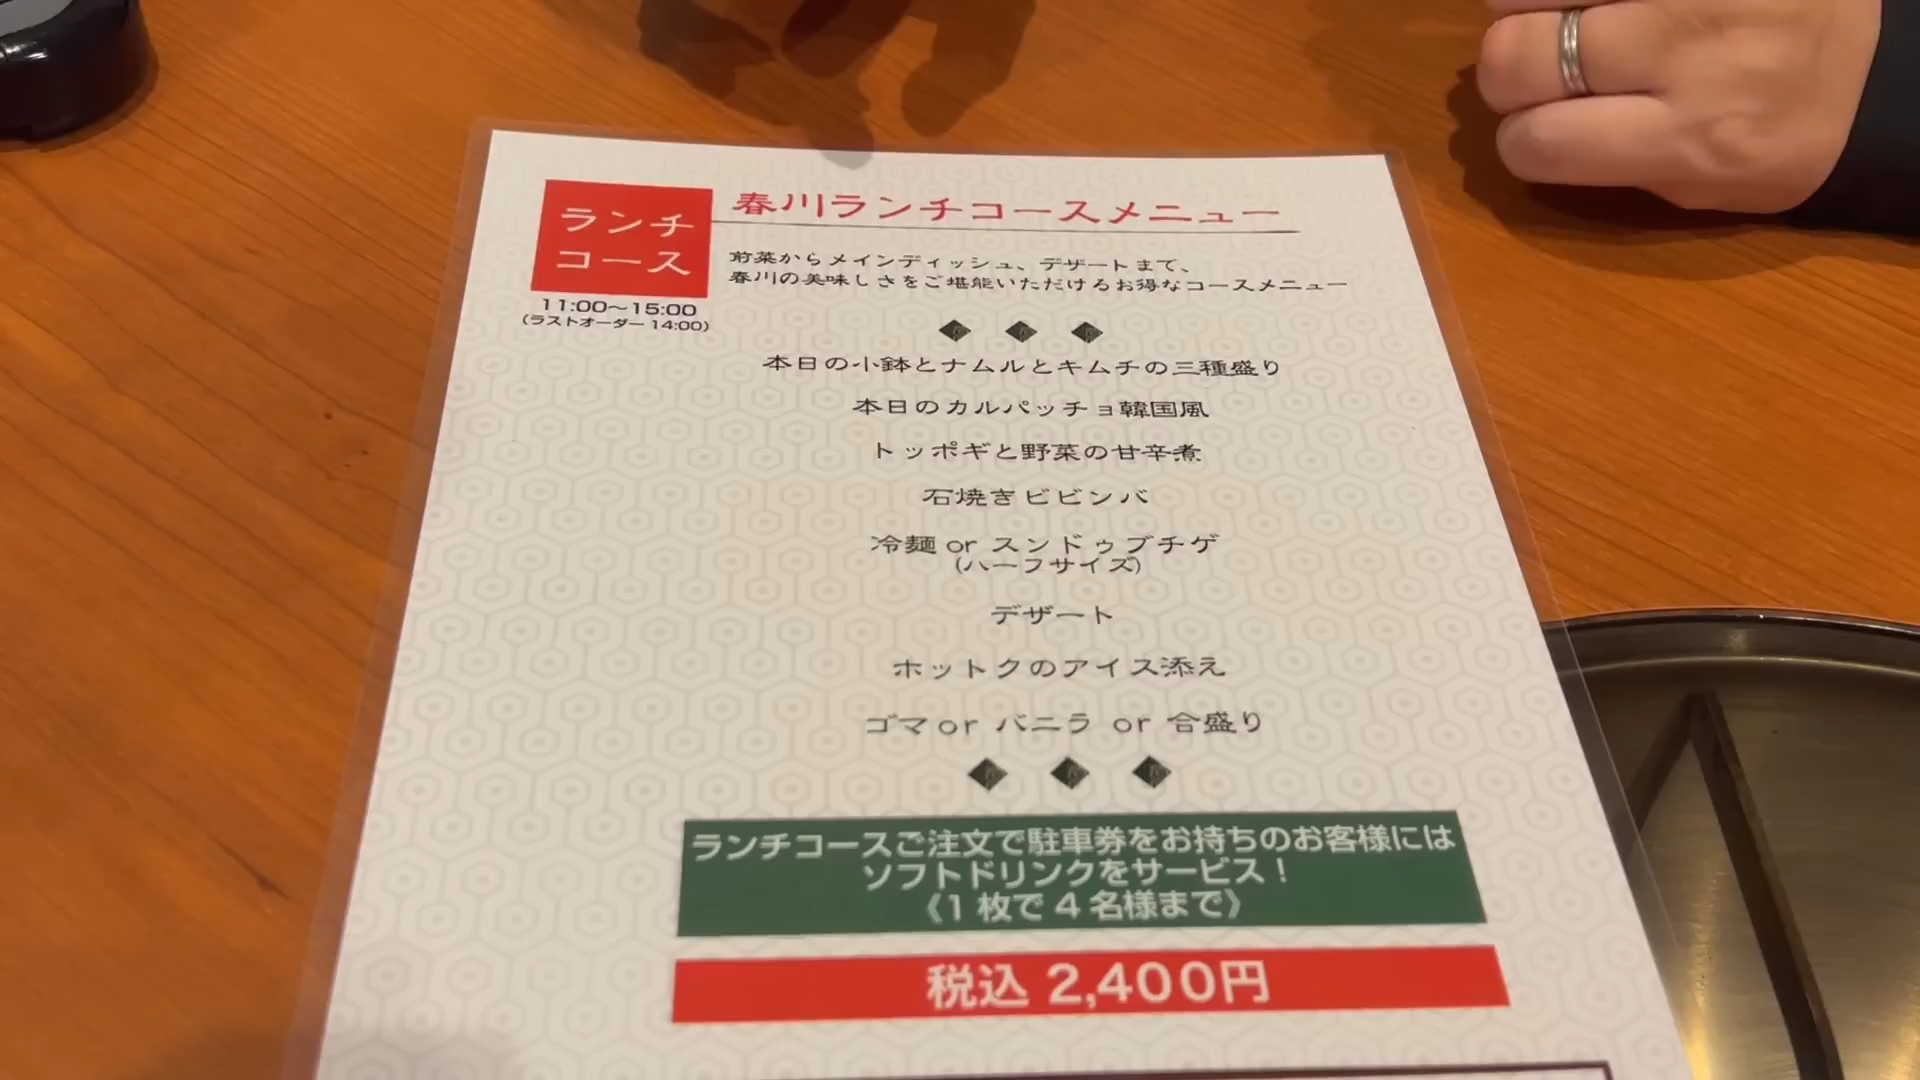 ランチ
コース
11:00〜15:00
(ラストオーダー 14:00)
春川ランチコースメニュー
前菜からメインディッシュ、デザートまで、
春川の美味しさをご堪能いただけるお得なコースメニュー
本日の小鉢とナムルとキムチの三種盛り
本日のカルパッチョ韓国風
トッポギと野菜の甘辛煮
石焼きビビンバ
冷麺 or スンドゥブチゲ
(ハーフサイズ)
デザート
ホットクのアイス添え
ゴマ or バニラ or 合盛り
ランチコースご注文で駐車券をお持ちのお客様には
ソフトドリンクをサービス！
《1枚で4名様まで》
税込 2,400円